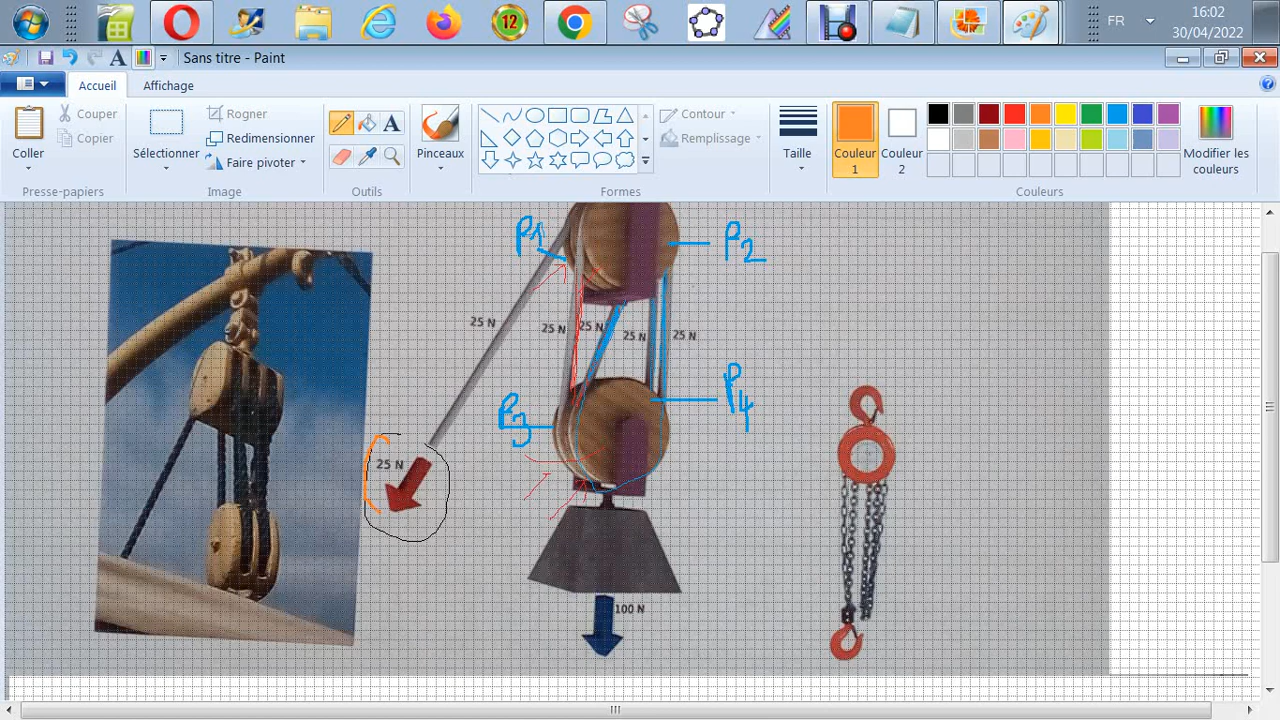 12
FR
16:02
30/04/2022
Sans titre - Paint
Accueil
Affichage
Coller
Couper
Copier
Presse-papiers
Sélectionner
Rogner
Redimensionner
Faire pivoter
Image
A
Outils
Pinceaux
Contour
Remplissage
Formes
Taille
Couleur 1
Couleur 2
Modifier les couleurs
Couleurs
P1
P2
25 N
25 N
25 N
25 N
25 N
P3
P4
25 N
100 N